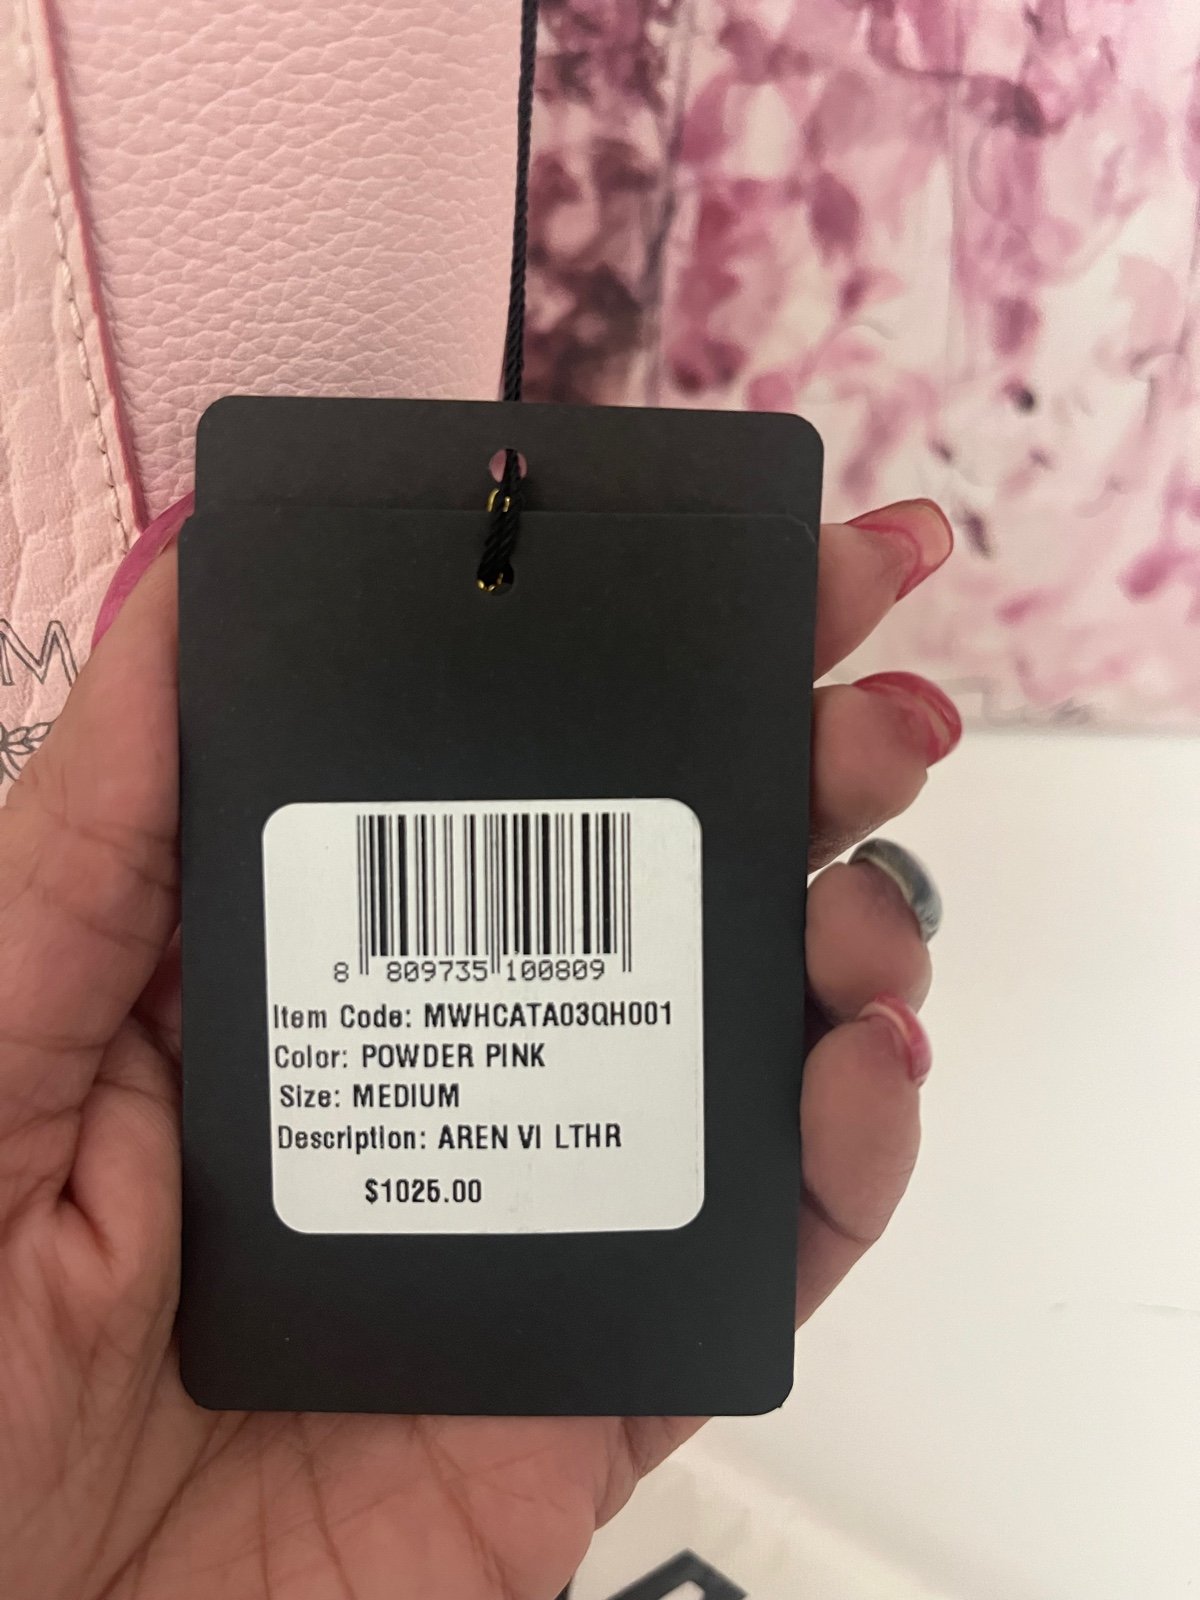 M
8 809735 100809
Item Code: MWHCATA03QH001
Color: POWDER PINK
Size: MEDIUM
Description: AREN VI LTHR
$1025.00